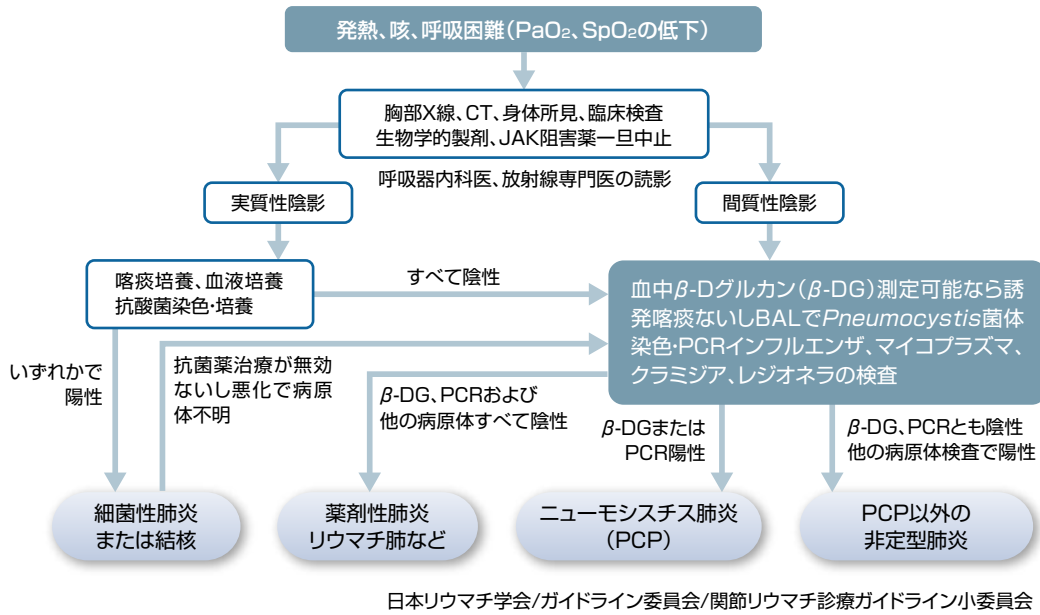 発熱、咳、呼吸困難（PaO₂、SpO₂の低下）
胸部X線、CT、身体所見、臨床検査
生物学的製剤、JAK阻害薬一旦中止
呼吸器内科医、放射線専門医の読影
実質性陰影
間質性陰影
喀痰培養、血液培養
抗酸菌染色・培養
すべて陰性
血中β-Dグルカン（β-DG）測定可能なら誘
発喀痰ないしBALでPneumocystis菌体
染色・PCRインフルエンザ、マイコプラズマ、
クラミジア、レジオネラの検査
いずれかで
陽性
抗菌薬治療が無効
ないし悪化で病原
体不明
β-DG、PCRおよび
他の病原体すべて陰性
β-DGまたは
PCR陽性
β-DG、PCRとも陰性
他の病原体検査で陽性
細菌性肺炎
または結核
薬剤性肺炎
リウマチ肺など
ニューモシスチス肺炎
（PCP）
PCP以外の
非定型肺炎
日本リウマチ学会/ガイドライン委員会/関節リウマチ診療ガイドライン小委員会